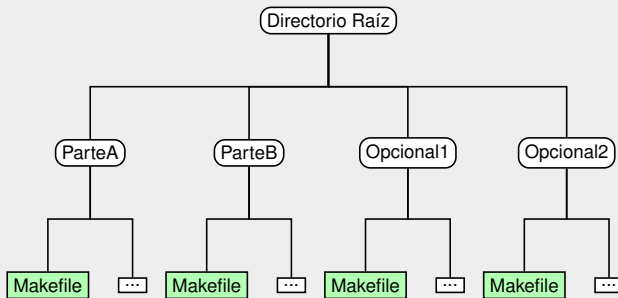 Directorio Raíz
ParteA
ParteB
Opcional1
Opcional2
Makefile
...
Makefile
...
Makefile
...
Makefile
...